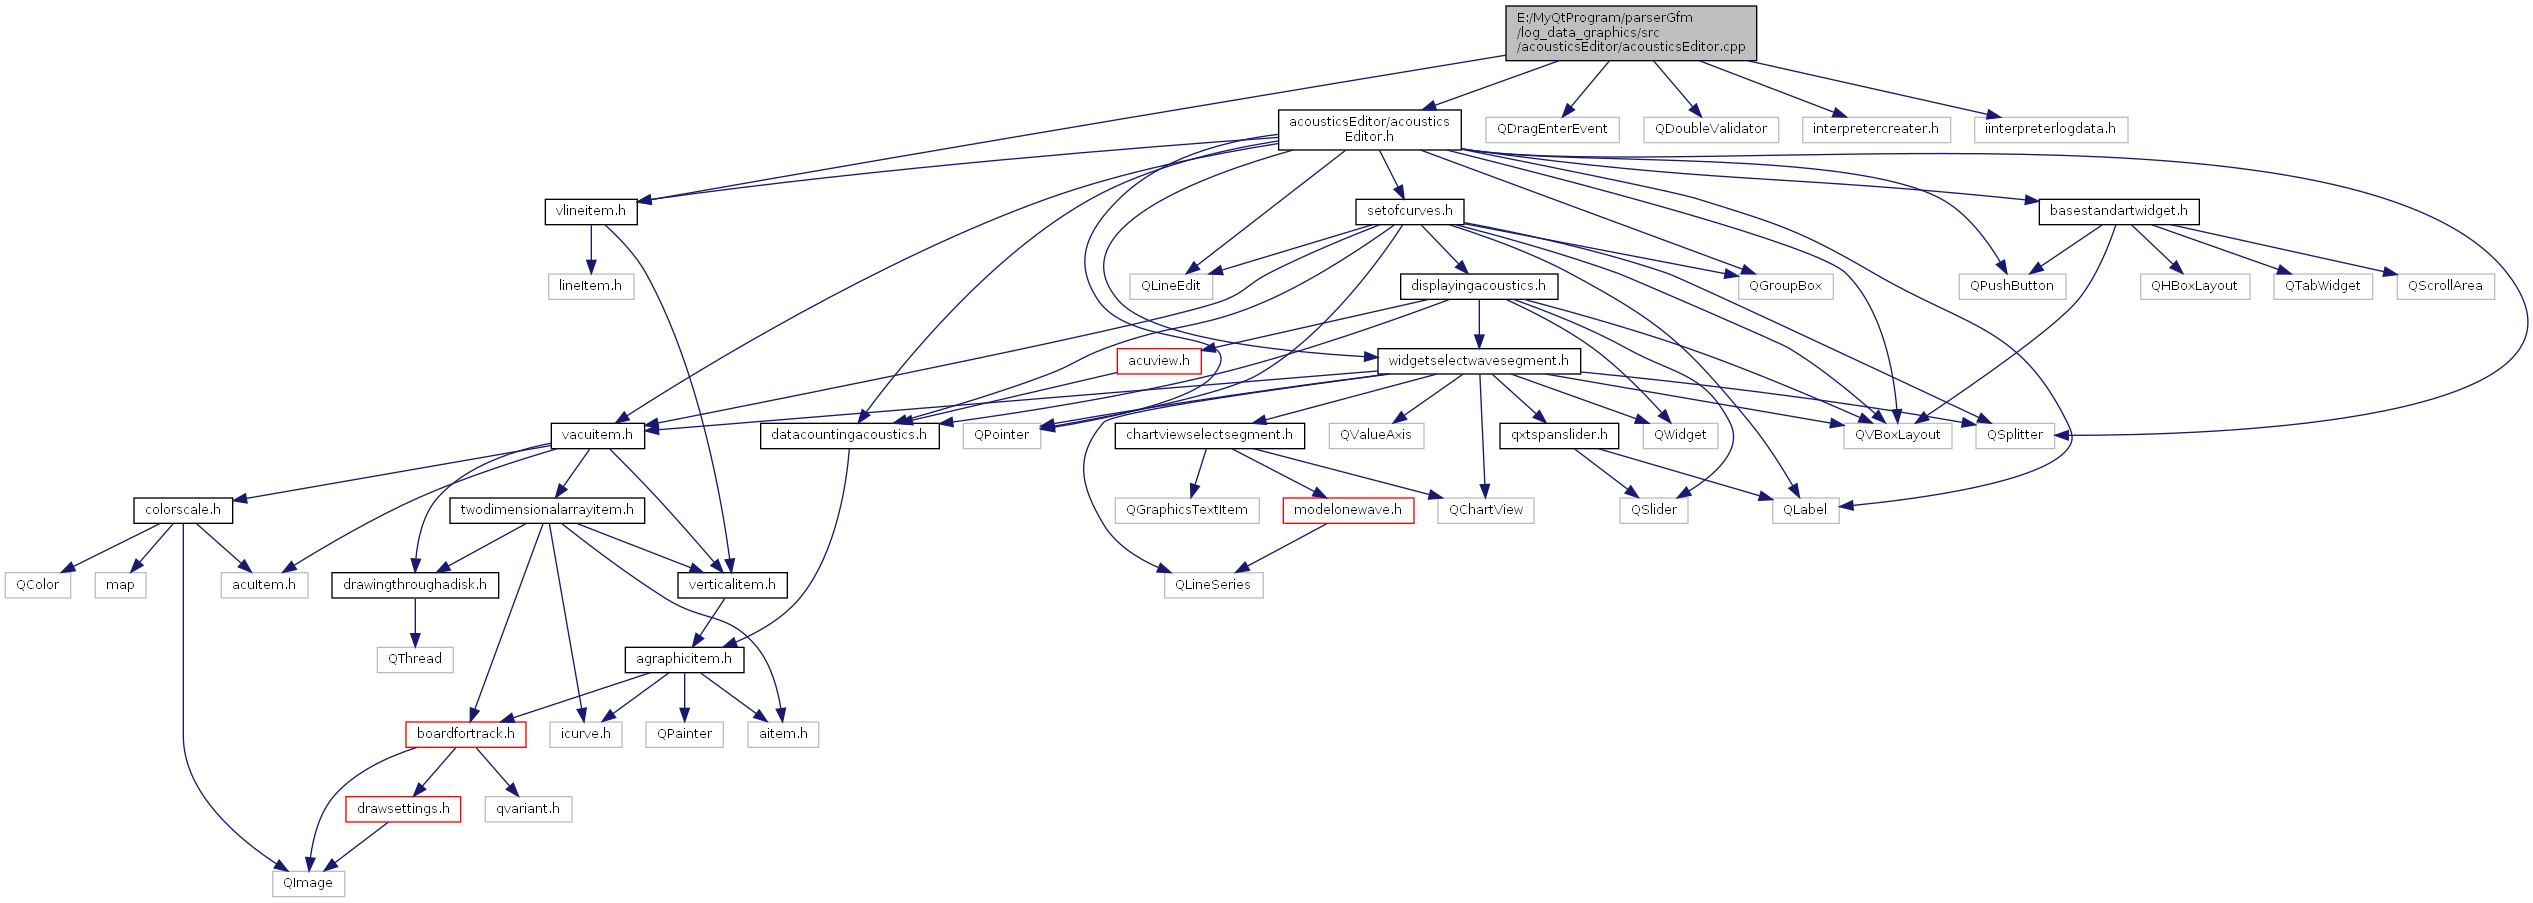 E:/MyQtProgram/parserGfm
/log_data_graphics/src
/acousticsEditor/acousticsEditor.cpp
acousticsEditor/acoustics
Editor.h
QDragEnterEvent
QDoubleValidator
interpretercreater.h
iinterpreterlogdata.h
vlineitem.h
setofcurves.h
basestandartwidget.h
lineItem.h
QLineEdit
displayingacoustics.h
QGroupBox
QPushButton
QHBoxLayout
QTabWidget
QScrollArea
acuview.h
widgetselectwavesegment.h
vacuitem.h
datacountingacoustics.h
QPointer
chartviewselectsegment.h
QValueAxis
qxtspanslider.h
QWidget
QVBoxLayout
QSplitter
colorscale.h
twodimensionalarrayitem.h
QGraphicsTextItem
modelonewave.h
QChartView
QSlider
QLabel
QColor
map
acuItem.h
drawingthroughadisk.h
verticalitem.h
QLineSeries
QThread
agraphicitem.h
boardfortrack.h
icurve.h
QPainter
aitem.h
drawsettings.h
qvariant.h
QImage